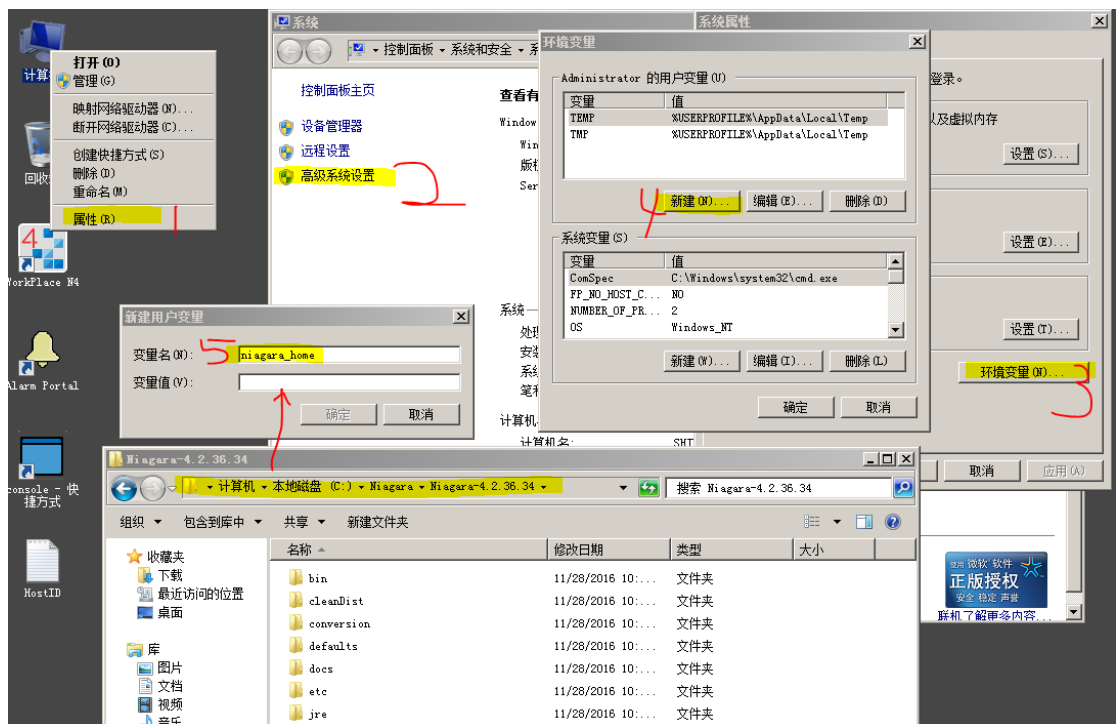 打开(O)
管理(G)
映射网络驱动器(N)...
断开网络驱动器(C)...
创建快捷方式(S)
删除(D)
重命名(M)
属性(R)
1
WorkPlace N4
Alarm Portal
console - 快
捷方式
HostID
系统
控制面板 系统和安全
控制面板主页
设备管理器
远程设置
高级系统设置
2
查看有
Window
Win
版权
Ser
系统
处理
安装
系统
笔和
计算机
计算机名:
系统属性
登录。
以及虚拟内存
设置(S)...
设置(E)...
设置(T)...
环境变量(N)...
3
取消
应用(A)
环境变量
Administrator 的用户变量(U)
变量 值
TEMP %USERPROFILE%\AppData\Local\Temp
TMP %USERPROFILE%\AppData\Local\Temp
4
新建(N)... 编辑(E)... 删除(D)
系统变量(S)
变量 值
ComSpec C:\Windows\system32\cmd.exe
FP_NO_HOST_C... NO
NUMBER_OF_PR... 2
OS Windows_NT
新建(W)... 编辑(I)... 删除(L)
确定 取消
新建用户变量
变量名(N): 5 niagara_home
变量值(V):
确定 取消
Niagara-4.2.36.34
计算机 本地磁盘 (C:) Niagara Niagara-4.2.36.34
搜索 Niagara-4.2.36.34
组织 包含到库中 共享 新建文件夹
收藏夹
下载
最近访问的位置
桌面
库
图片
文档
视频
音乐
名称 修改日期 类型 大小
bin 11/28/2016 10:... 文件夹
cleanDist 11/28/2016 10:... 文件夹
conversion 11/28/2016 10:... 文件夹
defaults 11/28/2016 10:... 文件夹
docs 11/28/2016 10:... 文件夹
etc 11/28/2016 10:... 文件夹
jre 11/28/2016 10:... 文件夹
使用 微软 软件
正版授权
安全 稳定 声誉
联机了解更多内容...